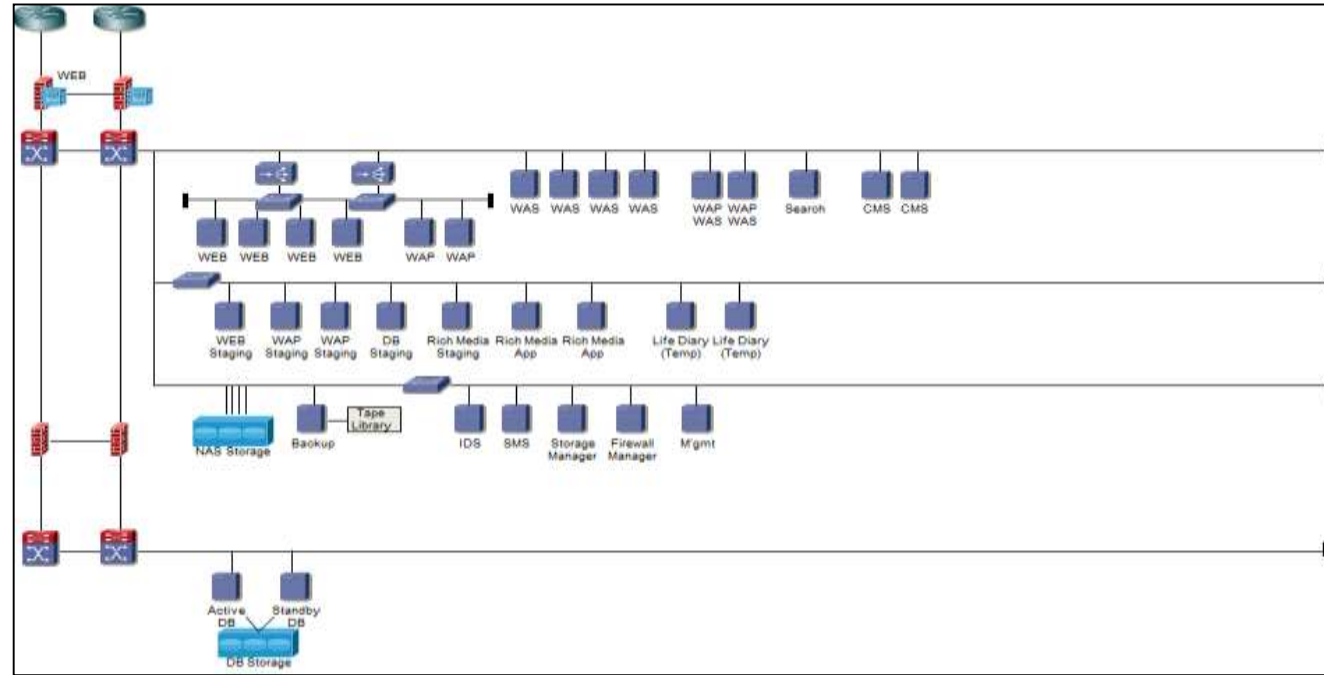 WEB
WAS WAS WAS WAS WAP WAP Search CMS CMS
WAS WAS
WEB WEB WEB WEB WAP WAP
WEB WAP WAP DB Rich Media Rich Media Rich Media Life Diary Life Diary
Staging Staging Staging Staging Staging App App (Temp) (Temp)
Tape
Library
NAS Storage Backup IDS SMS Storage Firewall M'gmt
Manager Manager
Active Standby
DB DB
DB Storage